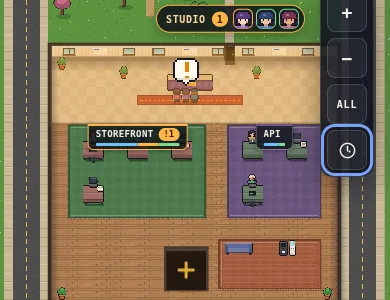 STUDIO 1
+
−
ALL
!
STOREFRONT !1
API
+